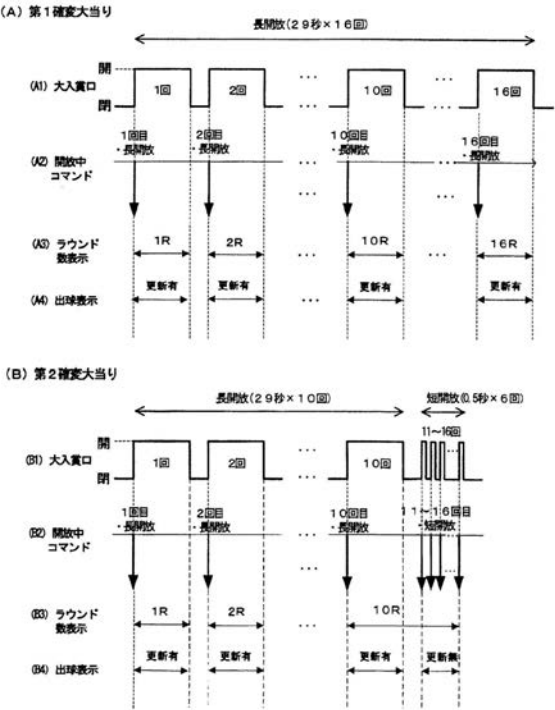 (A) 第1確変大当り
長開放(29秒×16回)
開
(A1) 大入賞口
1回 2回 ・・・ 10回 ・・・ 16回
閉
1回目 2回目 10回目 16回目
・長開放 ・長開放 ・長開放 ・長開放
(A2) 開放中
コマンド
・・・ ・・・
(A3) ラウンド
数表示
1R 2R ・・・ 10R ・・・ 16R
(A4) 出球表示
更新有 更新有 ・・・ 更新有 ・・・ 更新有
(B) 第2確変大当り
長開放(29秒×10回) 短開放(0.5秒×6回)
開
11~16回
(B1) 大入賞口
1回 2回 ・・・ 10回
閉
1回目 2回目 10回目 11~16回目
・長開放 ・長開放 ・長開放 ・短開放
(B2) 開放中
コマンド
・・・
(B3) ラウンド
数表示
1R 2R ・・・ 10R
(B4) 出球表示
更新有 更新有 ・・・ 更新有 更新無